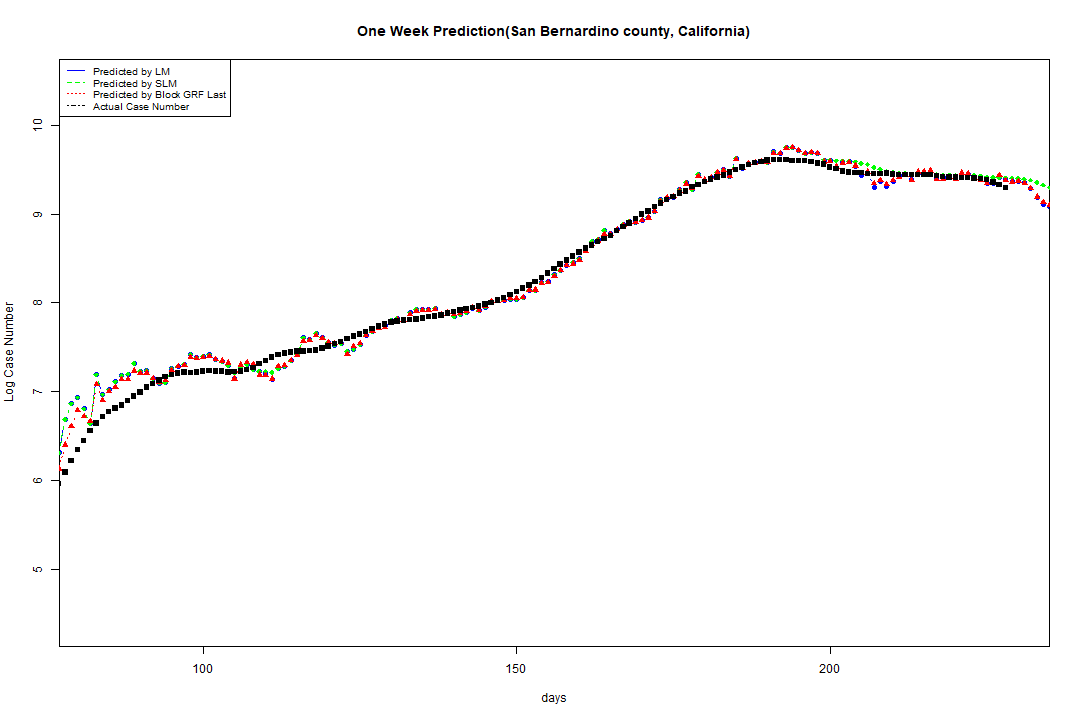 One Week Prediction(San Bernardino county, California)
Predicted by LM
Predicted by SLM
Predicted by Block GRF Last
Actual Case Number
Log Case Number
10
9
8
7
6
5
100 150 200
days